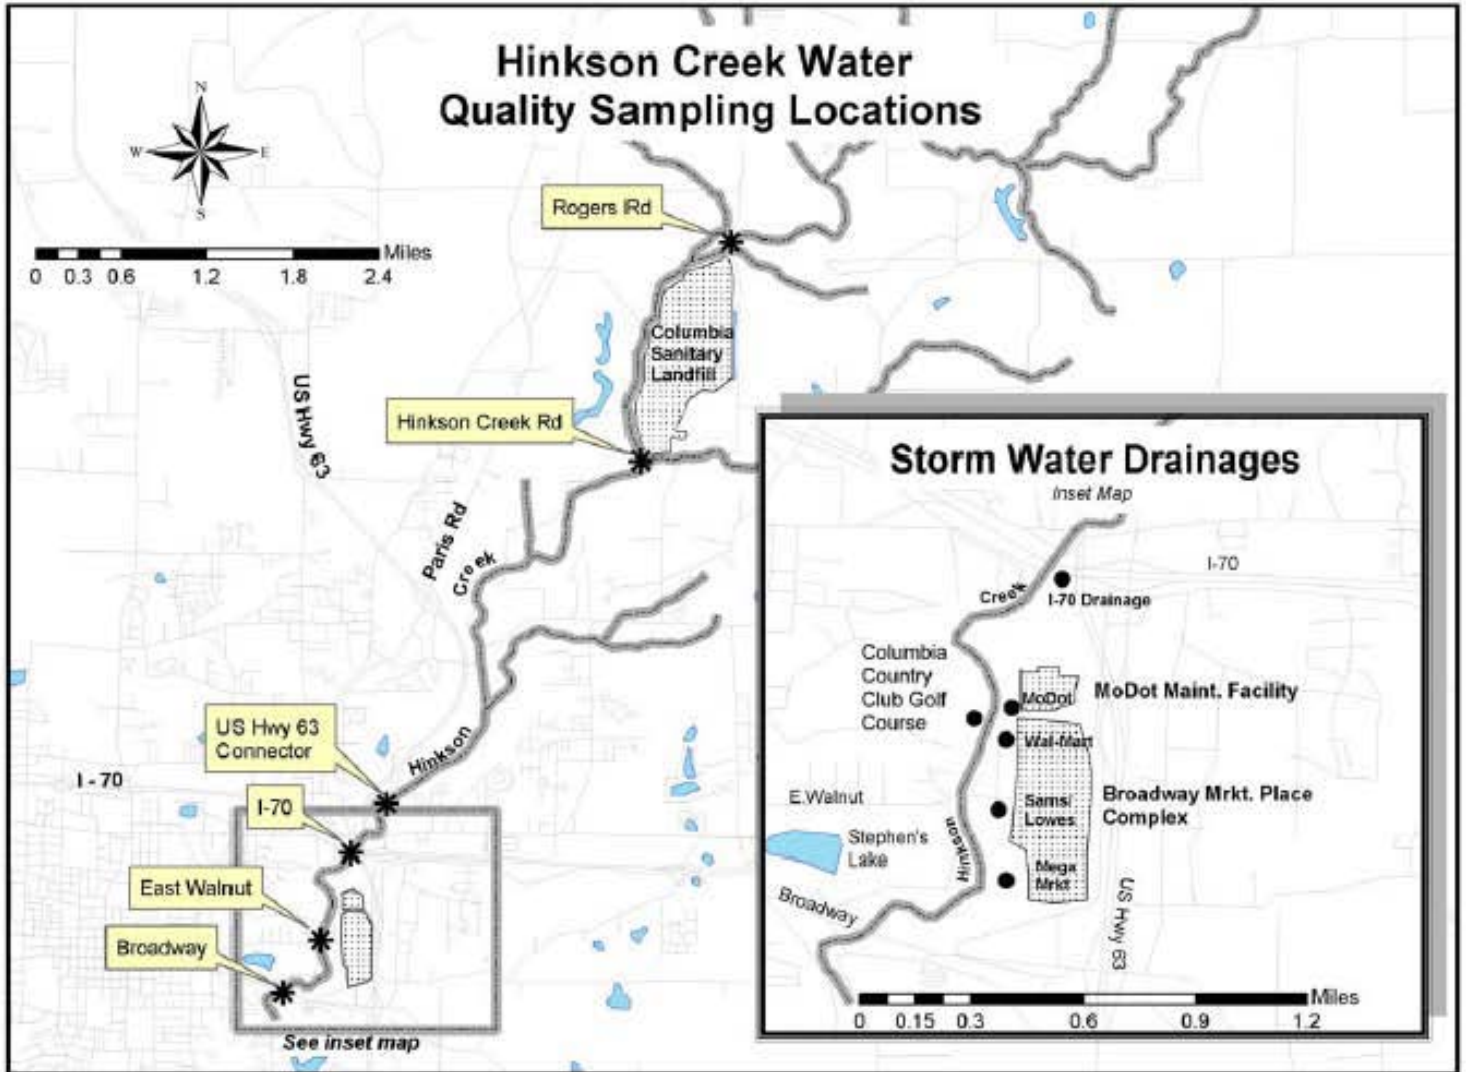 Hinkson Creek Water
Quality Sampling Locations
N
W
E
S
Miles
0 0.3 0.6 1.2 1.8 2.4
Rogers IRd
Columbia
Sanitary
Landfill
US Hwy 63
Hinkson Creek Rd
Paris Rd
Creek
US Hwy 63
Connector
Hinkson
I - 70
I-70
East Walnut
Broadway
See inset map
Storm Water Drainages
Inset Map
I-70
Creek
I-70 Drainage
Columbia
Country
Club Golf
Course
MoDot
MoDot Maint. Facility
Wal-Mart
E.Walnut
Sams/
Lowes
Broadway Mrkt. Place
Complex
Stephen's
Lake
Hinkson
Mega
Mrkt
Broadway
US Hwy 63
Miles
0 0.15 0.3 0.6 0.9 1.2